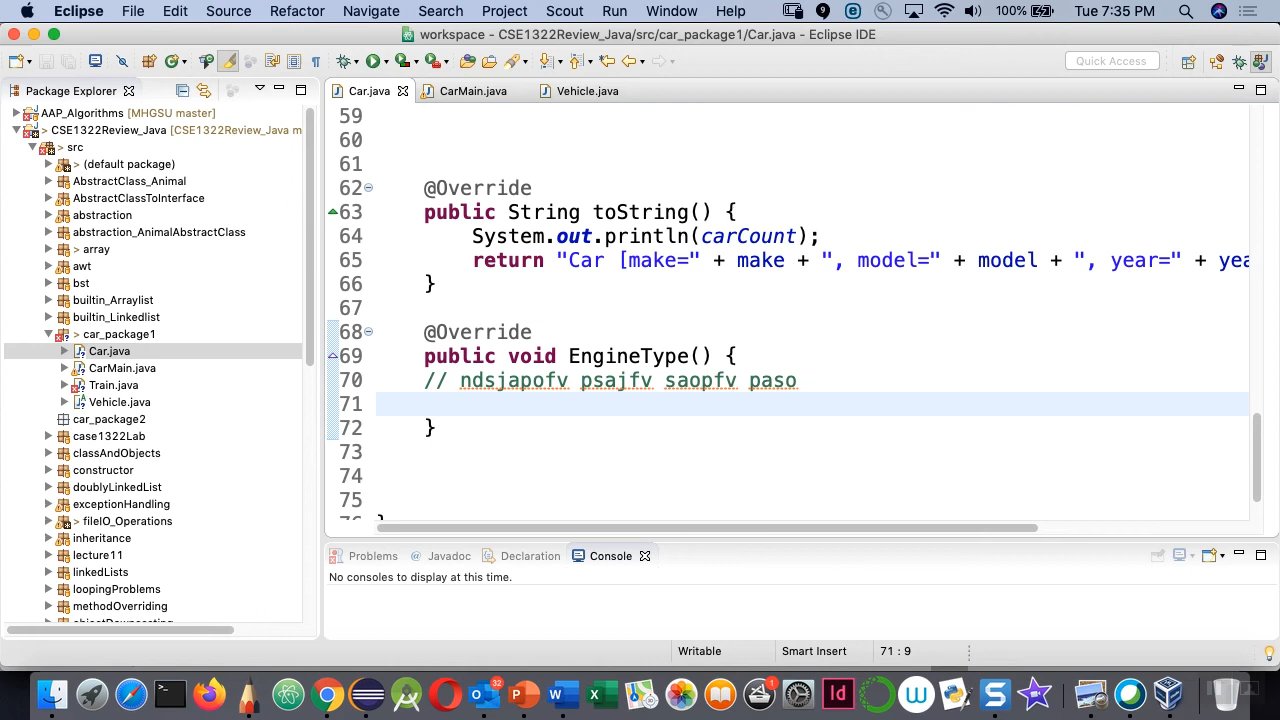 Eclipse File Edit Source Refactor Navigate Search Project Scout Run Window Help 9 100% Tue 7:35 PM
workspace - CSE1322Review_Java/src/car_package1/Car.java - Eclipse IDE
Quick Access
Package Explorer
Car.java CarMain.java Vehicle.java
AAP_Algorithms [MHGSU master]
> CSE1322Review_Java [CSE1322Review_Java m
> src
> (default package)
AbstractClass_Animal
AbstractClassToInterface
abstraction
abstraction_AnimalAbstractClass
> array
awt
bst
builtin_Arraylist
builtin_Linkedlist
> car_package1
Car.java
CarMain.java
Train.java
Vehicle.java
car_package2
case1322Lab
classAndObjects
constructor
doublyLinkedList
exceptionHandling
> fileIO_Operations
inheritance
lecture11
linkedLists
loopingProblems
methodOverriding
59
60
61
62 @Override
63 public String toString() {
64 System.out.println(carCount);
65 return "Car [make=" + make + ", model=" + model + ", year=" + yea
66 }
67
68 @Override
69 public void EngineType() {
70 // ndsjapofv psajfv saopfv paso
71
72 }
73
74
75
Problems Javadoc Declaration Console
No consoles to display at this time.
Writable Smart Insert 71 : 9
32
1